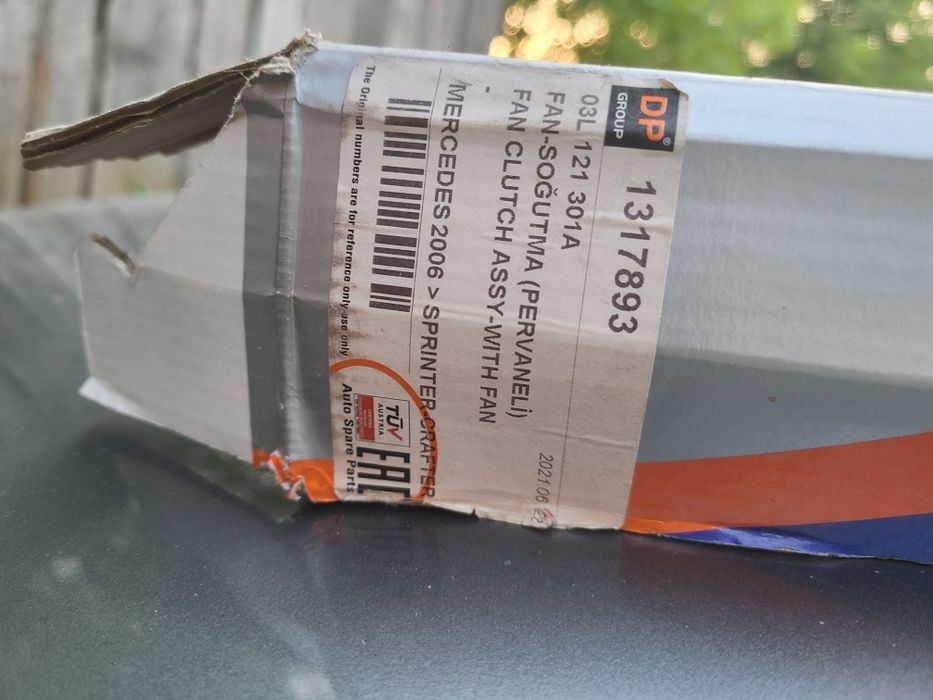 DP®
GROUP
1317893
03L 121 301A
FAN-SOĞUTMA (PERVANELİ)
FAN CLUTCH ASSY-WITH FAN
-
2021.06
/MERCEDES 2006 > SPRINTER-CRAFTER
The Original numbers are for reference only use only
TÜV
AUSTRIA
EAC
Auto Spare Parts